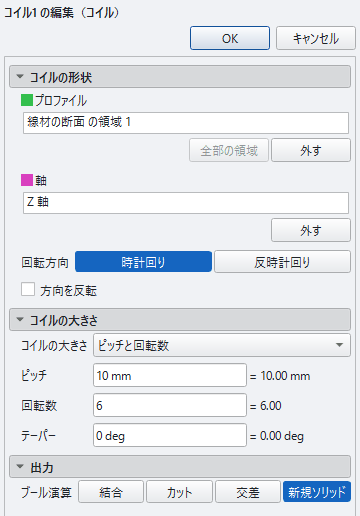 コイル1 の編集（コイル）
OK
キャンセル
コイルの形状
プロファイル
線材の断面 の領域 1
全部の領域
外す
軸
Z 軸
外す
回転方向
時計回り
反時計回り
方向を反転
コイルの大きさ
コイルの大きさ ピッチと回転数
ピッチ 10 mm = 10.00 mm
回転数 6 = 6.00
テーパー 0 deg = 0.00 deg
出力
ブール演算 結合 カット 交差 新規ソリッド